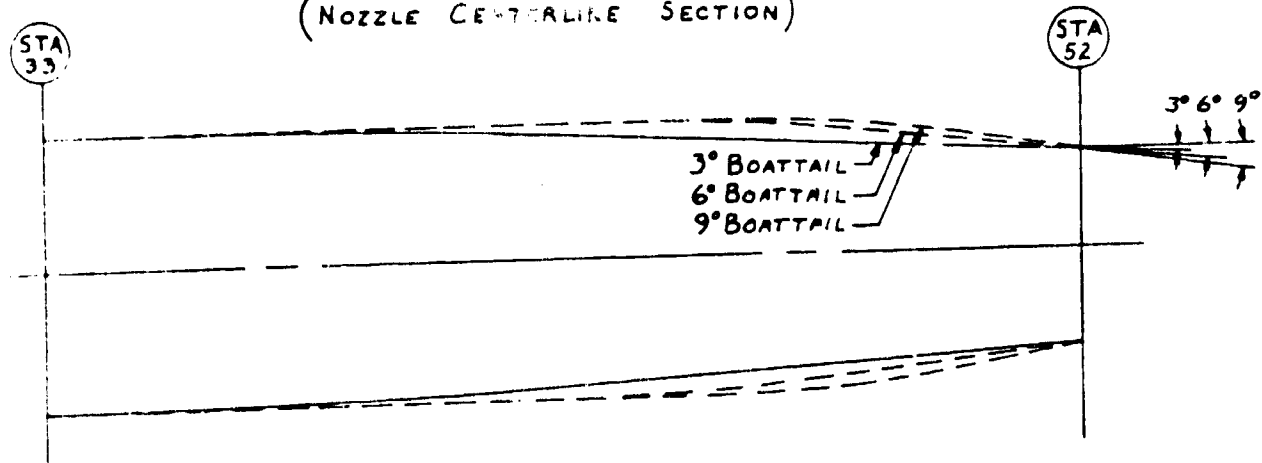 (NOZZLE CENTERLINE SECTION)
STA
33
STA
52
3° 6° 9°
3° BOATTAIL
6° BOATTAIL
9° BOATTAIL